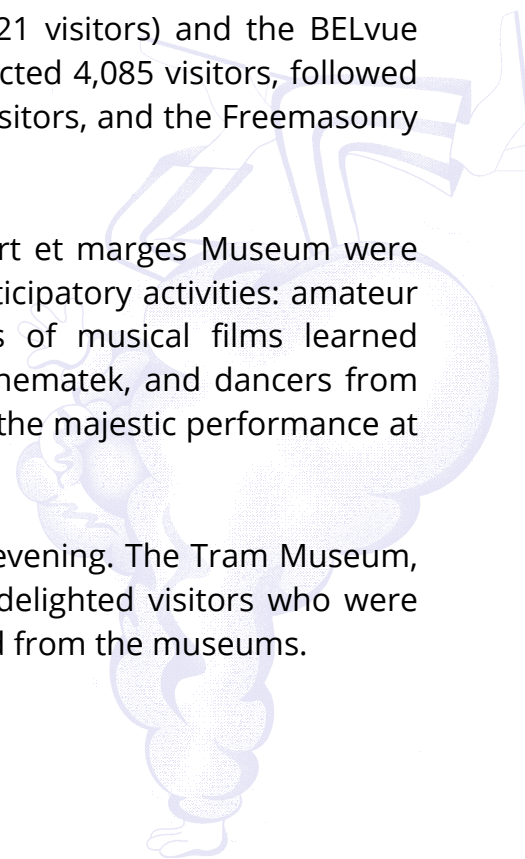 21 visitors) and the BELvue
cted 4,085 visitors, followed
sitors, and the Freemasonry
rt et marges Museum were
ticipatory activities: amateur
s of musical films learned
nematek, and dancers from
the majestic performance at
evening. The Tram Museum,
delighted visitors who were
d from the museums.